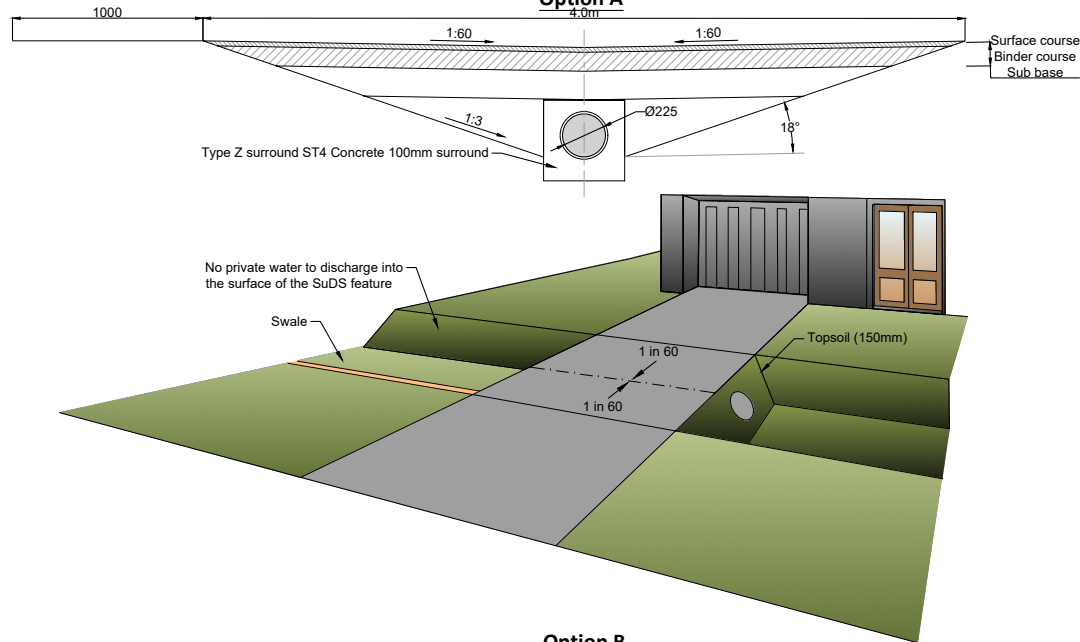 Option A
1000
4.0m
1:60
1:60
Surface course
Binder course
Sub base
Ø225
1:3
18°
Type Z surround ST4 Concrete 100mm surround
No private water to discharge into
the surface of the SuDS feature
Swale
Topsoil (150mm)
1 in 60
1 in 60
Option B